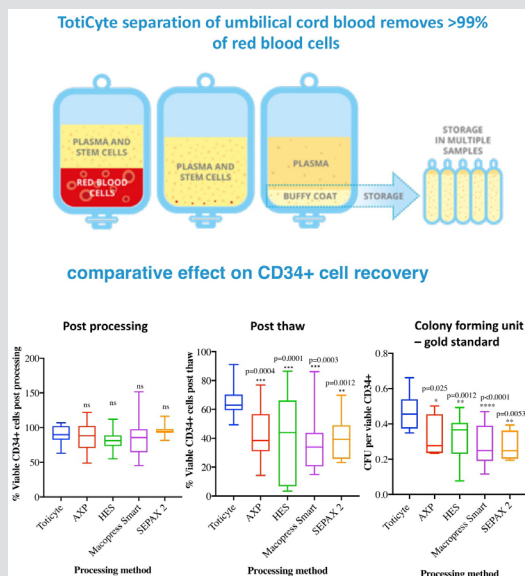 TotiCyte separation of umbilical cord blood removes >99%
of red blood cells
PLASMA AND
STEM CELLS
RED BLOOD
CELLS
PLASMA AND
STEM CELLS
PLASMA
BUFFY COAT
STORAGE
STORAGE
IN MULTIPLE
SAMPLES
comparative effect on CD34+ cell recovery
Post processing
% Viable CD34+ cells post processing
200
150
100
50
0
ns
ns
ns
ns
Toticyte
AXP
HES
Macopress Smart
SEPAX 2
Processing method
Post thaw
% Viable CD34+ cells post thaw
100
80
60
40
20
0
p=0.0004
***
p=0.0001
***
p=0.0003
***
p=0.0012
**
Toticyte
AXP
HES
Macopress Smart
SEPAX 2
Processing method
Colony forming unit
– gold standard
CFU per viable CD34+
0.8
0.6
0.4
0.2
0.0
p=0.025
*
p=0.0012
**
p<0.0001
****
p=0.0053
**
Toticyte
AXP
HES
Macropress Smart
SEPAX 2
Processing method